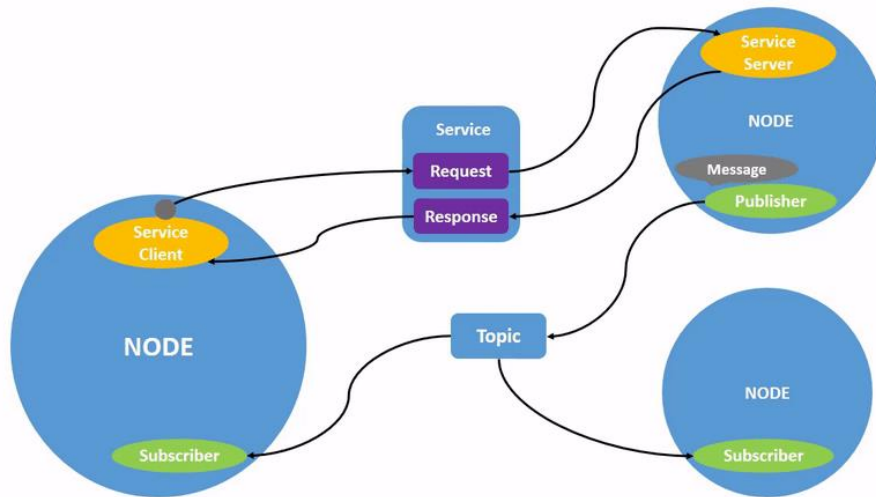 Service
Server
NODE
Message
Publisher
Service
Request
Response
Service
Client
NODE
Subscriber
Topic
NODE
Subscriber